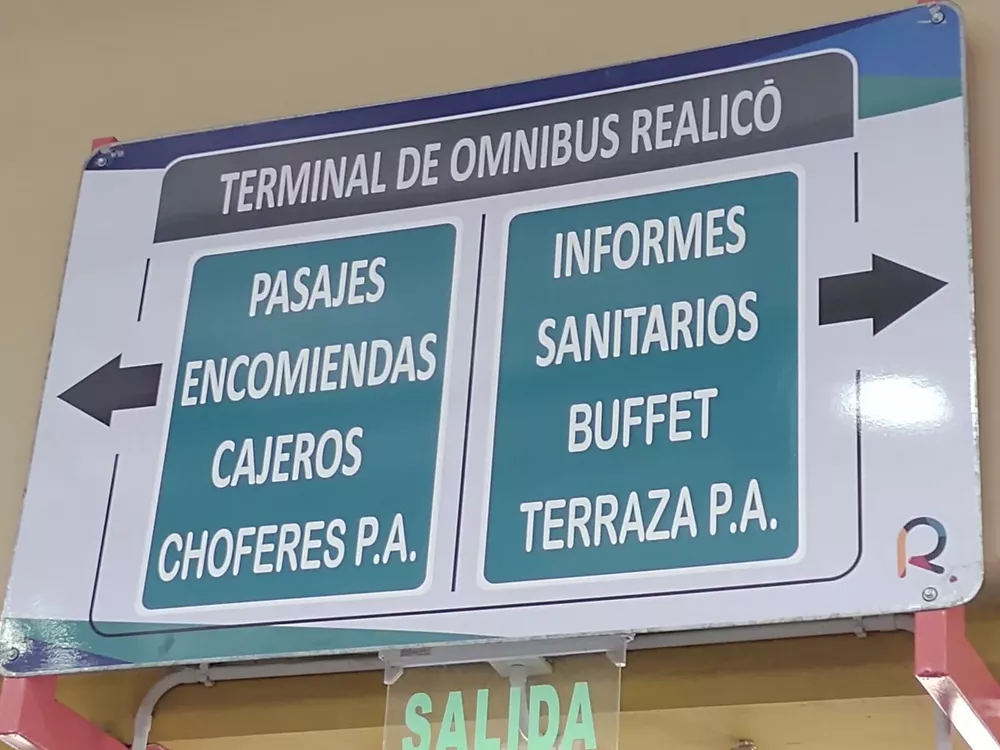 TERMINAL DE OMNIBUS REALICÓ
PASAJES
ENCOMIENDAS
CAJEROS
CHOFERES P.A.
INFORMES
SANITARIOS
BUFFET
TERRAZA P.A.
R
SALIDA